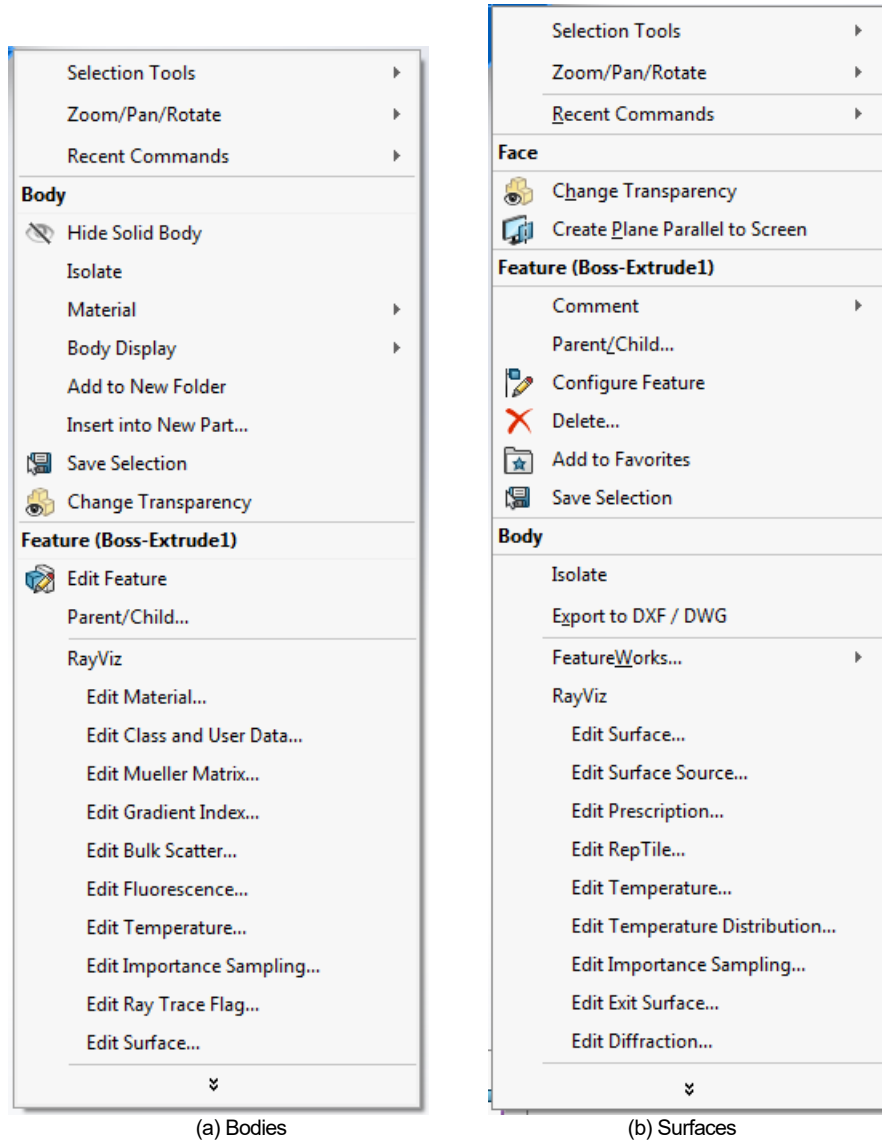 Selection Tools
Zoom/Pan/Rotate
Recent Commands
Body
Hide Solid Body
Isolate
Material
Body Display
Add to New Folder
Insert into New Part...
Save Selection
Change Transparency
Feature (Boss-Extrude1)
Edit Feature
Parent/Child...
RayViz
Edit Material...
Edit Class and User Data...
Edit Mueller Matrix...
Edit Gradient Index...
Edit Bulk Scatter...
Edit Fluorescence...
Edit Temperature...
Edit Importance Sampling...
Edit Ray Trace Flag...
Edit Surface...
(a) Bodies
Selection Tools
Zoom/Pan/Rotate
Recent Commands
Face
Change Transparency
Create Plane Parallel to Screen
Feature (Boss-Extrude1)
Comment
Parent/Child...
Configure Feature
Delete...
Add to Favorites
Save Selection
Body
Isolate
Export to DXF / DWG
FeatureWorks...
RayViz
Edit Surface...
Edit Surface Source...
Edit Prescription...
Edit RepTile...
Edit Temperature...
Edit Temperature Distribution...
Edit Importance Sampling...
Edit Exit Surface...
Edit Diffraction...
(b) Surfaces